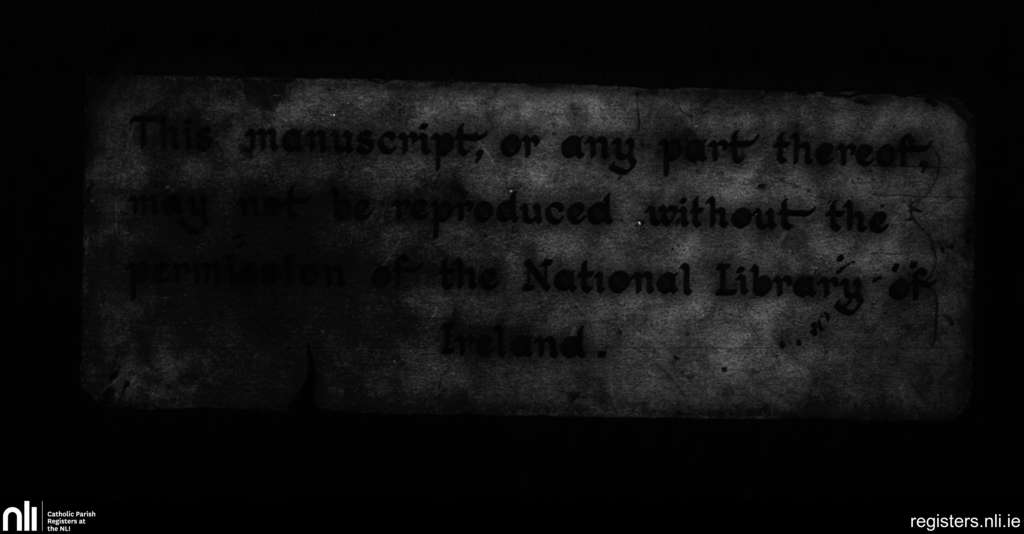 This manuscript, or any part thereof,
may not be reproduced without the
permission of the National Library of
Ireland.
nli
Catholic Parish
Registers at
the NLI
registers.nli.ie